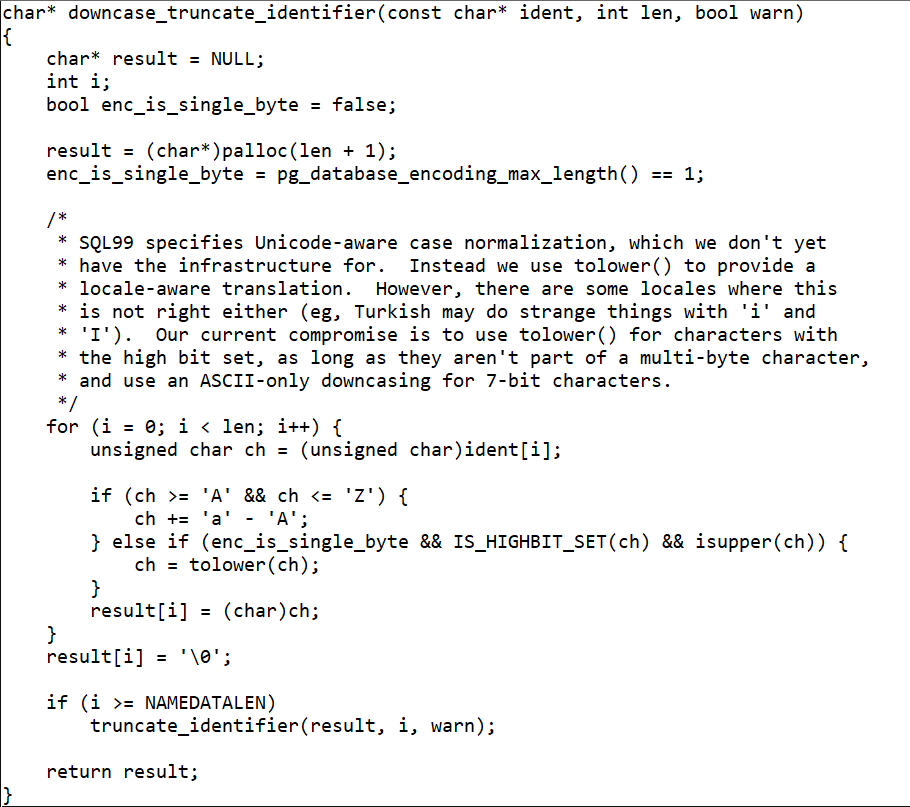 char* downcase_truncate_identifier(const char* ident, int len, bool warn)
{
    char* result = NULL;
    int i;
    bool enc_is_single_byte = false;

    result = (char*)palloc(len + 1);
    enc_is_single_byte = pg_database_encoding_max_length() == 1;

    /*
     * SQL99 specifies Unicode-aware case normalization, which we don't yet
     * have the infrastructure for.  Instead we use tolower() to provide a
     * locale-aware translation.  However, there are some locales where this
     * is not right either (eg, Turkish may do strange things with 'i' and
     * 'I').  Our current compromise is to use tolower() for characters with
     * the high bit set, as long as they aren't part of a multi-byte character,
     * and use an ASCII-only downcasing for 7-bit characters.
     */
    for (i = 0; i < len; i++) {
        unsigned char ch = (unsigned char)ident[i];

        if (ch >= 'A' && ch <= 'Z') {
            ch += 'a' - 'A';
        } else if (enc_is_single_byte && IS_HIGHBIT_SET(ch) && isupper(ch)) {
            ch = tolower(ch);
        }
        result[i] = (char)ch;
    }
    result[i] = '\0';

    if (i >= NAMEDATALEN)
        truncate_identifier(result, i, warn);

    return result;
}